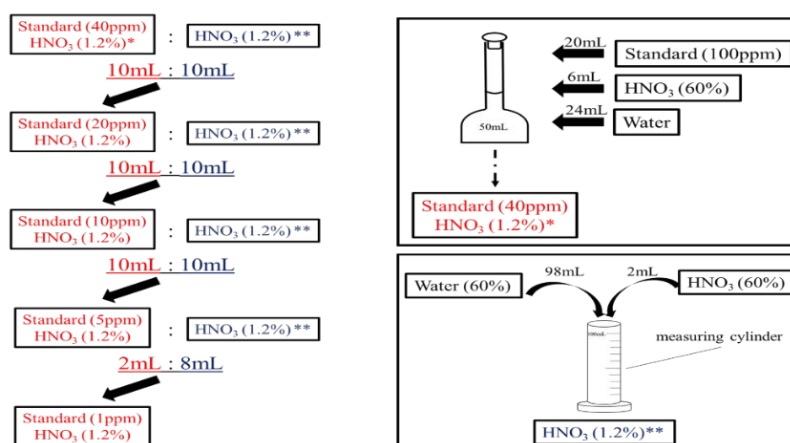 Standard (40ppm)
HNO₃ (1.2%)*
:
HNO₃ (1.2%)**
10mL : 10mL
Standard (20ppm)
HNO₃ (1.2%)
:
HNO₃ (1.2%)**
10mL : 10mL
Standard (10ppm)
HNO₃ (1.2%)
:
HNO₃ (1.2%)**
10mL : 10mL
Standard (5ppm)
HNO₃ (1.2%)
:
HNO₃ (1.2%)**
2mL : 8mL
Standard (1ppm)
HNO₃ (1.2%)
20mL
Standard (100ppm)
6mL
HNO₃ (60%)
24mL
Water
50mL
Standard (40ppm)
HNO₃ (1.2%)*
Water (60%)
98mL
2mL
HNO₃ (60%)
100mL
measuring cylinder
HNO₃ (1.2%)**